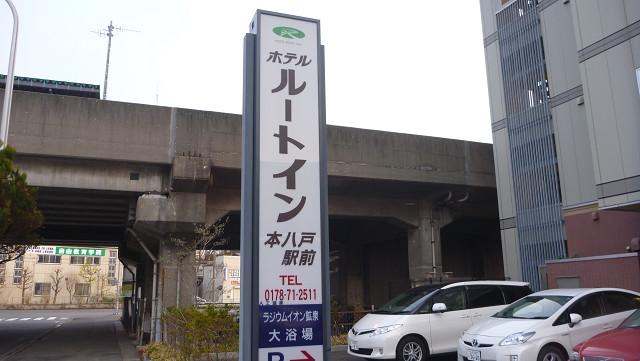 ホテル
ルートイン
本八戸
駅前
TEL
0178-71-2511
ラジウムイオン鉱泉
大浴場
P